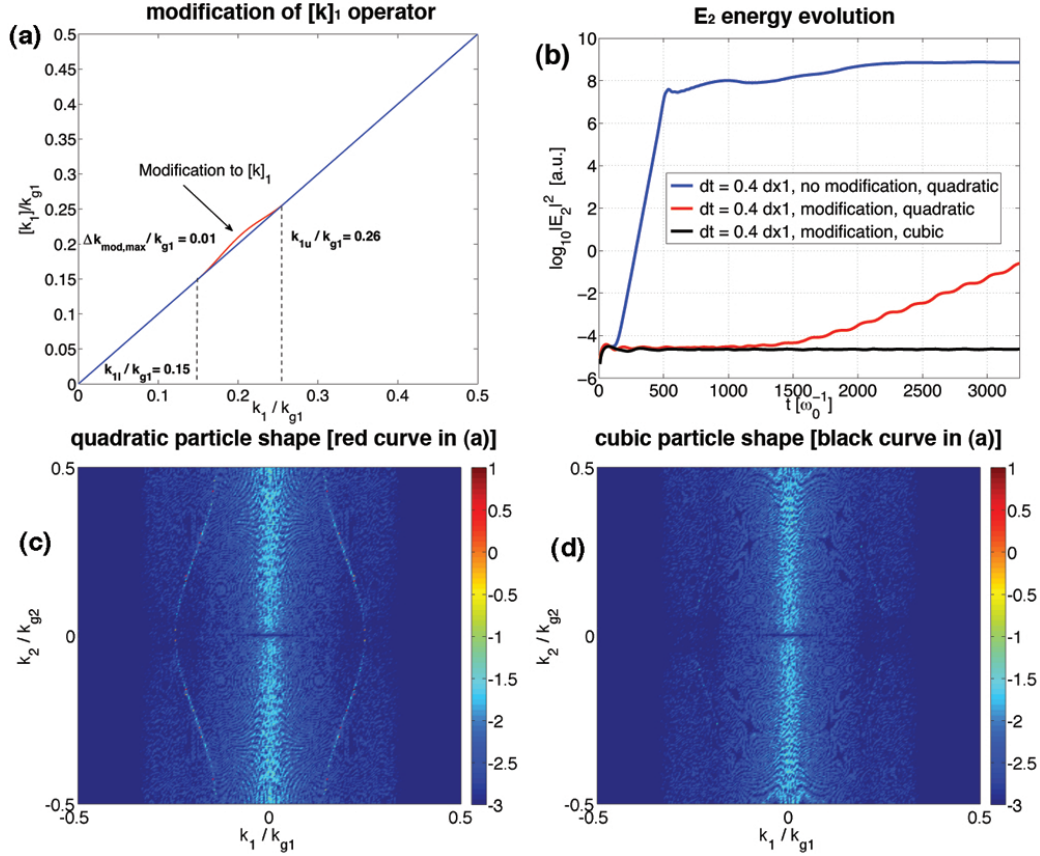 modification of [k]₁ operator
(a)
0.5
0.45
0.4
0.35
0.3
0.25
0.2
0.15
0.1
0.05
0
[k₁]/k_g1
Modification to [k]₁
Δk_mod,max / k_g1 = 0.01
k_1u / k_g1 = 0.26
k_1l / k_g1 = 0.15
0 0.1 0.2 0.3 0.4 0.5
k₁ / k_g1
E₂ energy evolution
(b)
10
8
6
4
2
0
−2
−4
−6
log₁₀|E₂|² [a.u.]
dt = 0.4 dx1, no modification, quadratic
dt = 0.4 dx1, modification, quadratic
dt = 0.4 dx1, modification, cubic
0 500 1000 1500 2000 2500 3000
t [ω₀⁻¹]
quadratic particle shape [red curve in (a)]
(c)
0.5
0
-0.5
k₂ / k_g2
-0.5 0 0.5
k₁ / k_g1
1
0.5
0
-0.5
-1
-1.5
-2
-2.5
-3
cubic particle shape [black curve in (a)]
(d)
0.5
0
-0.5
k₂ / k_g2
-0.5 0 0.5
k₁ / k_g1
1
0.5
0
-0.5
-1
-1.5
-2
-2.5
-3